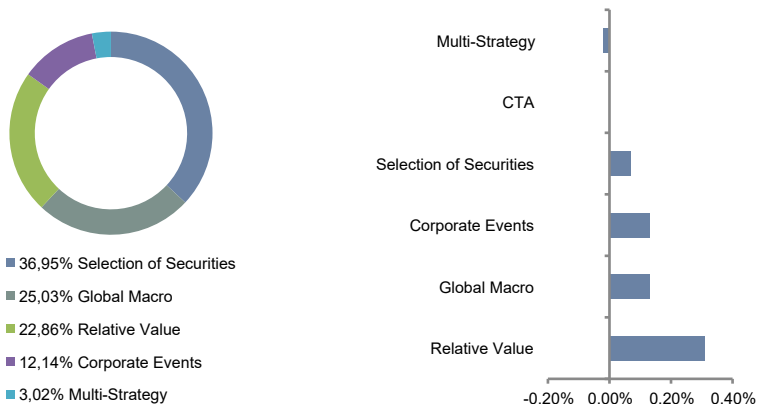 36,95% Selection of Securities
25,03% Global Macro
22,86% Relative Value
12,14% Corporate Events
3,02% Multi-Strategy
Multi-Strategy
CTA
Selection of Securities
Corporate Events
Global Macro
Relative Value
-0.20% 0.00% 0.20% 0.40%